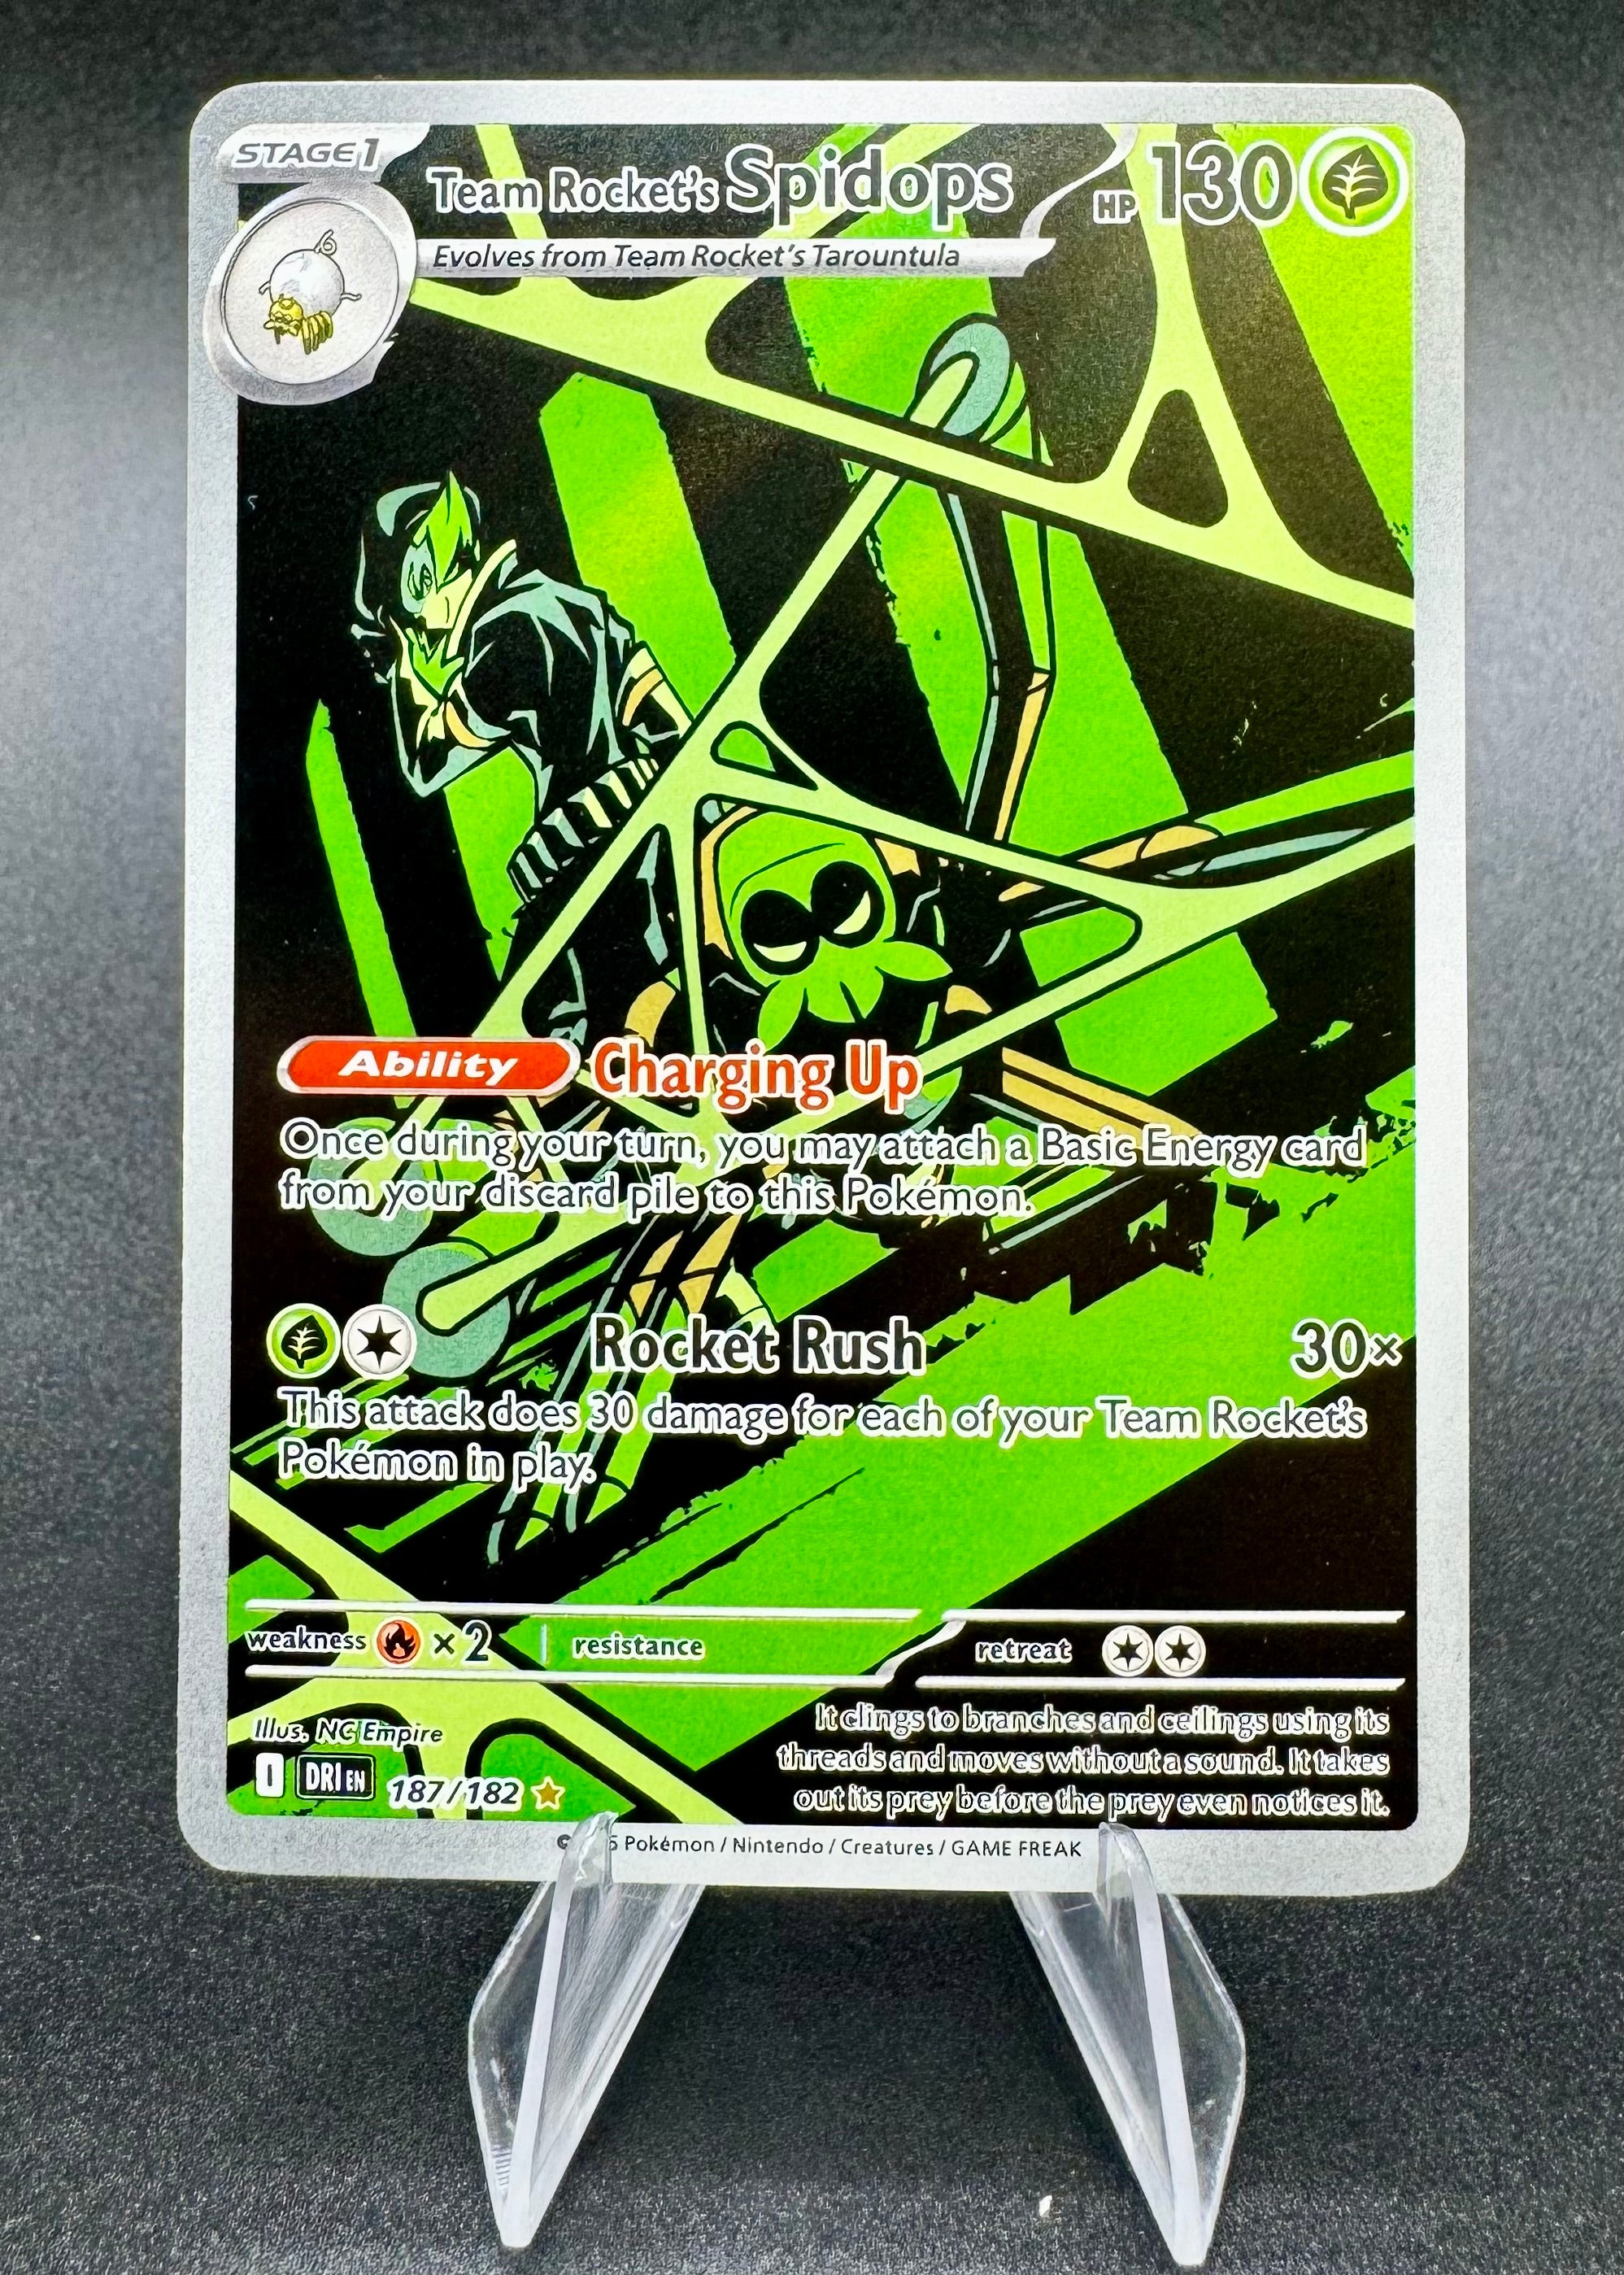 STAGE 1
Team Rocket's Spidops HP 130
Evolves from Team Rocket's Tarountula
Ability Charging Up
Once during your turn, you may attach a Basic Energy card
from your discard pile to this Pokémon.
Rocket Rush 30×
This attack does 30 damage for each of your Team Rocket's
Pokémon in play.
weakness × 2 resistance retreat
It clings to branches and ceilings using its
threads and moves without a sound. It takes
out its prey before the prey even notices it.
Illus. NC Empire
I DRI EN 187/182
Pokémon / Nintendo / Creatures / GAME FREAK